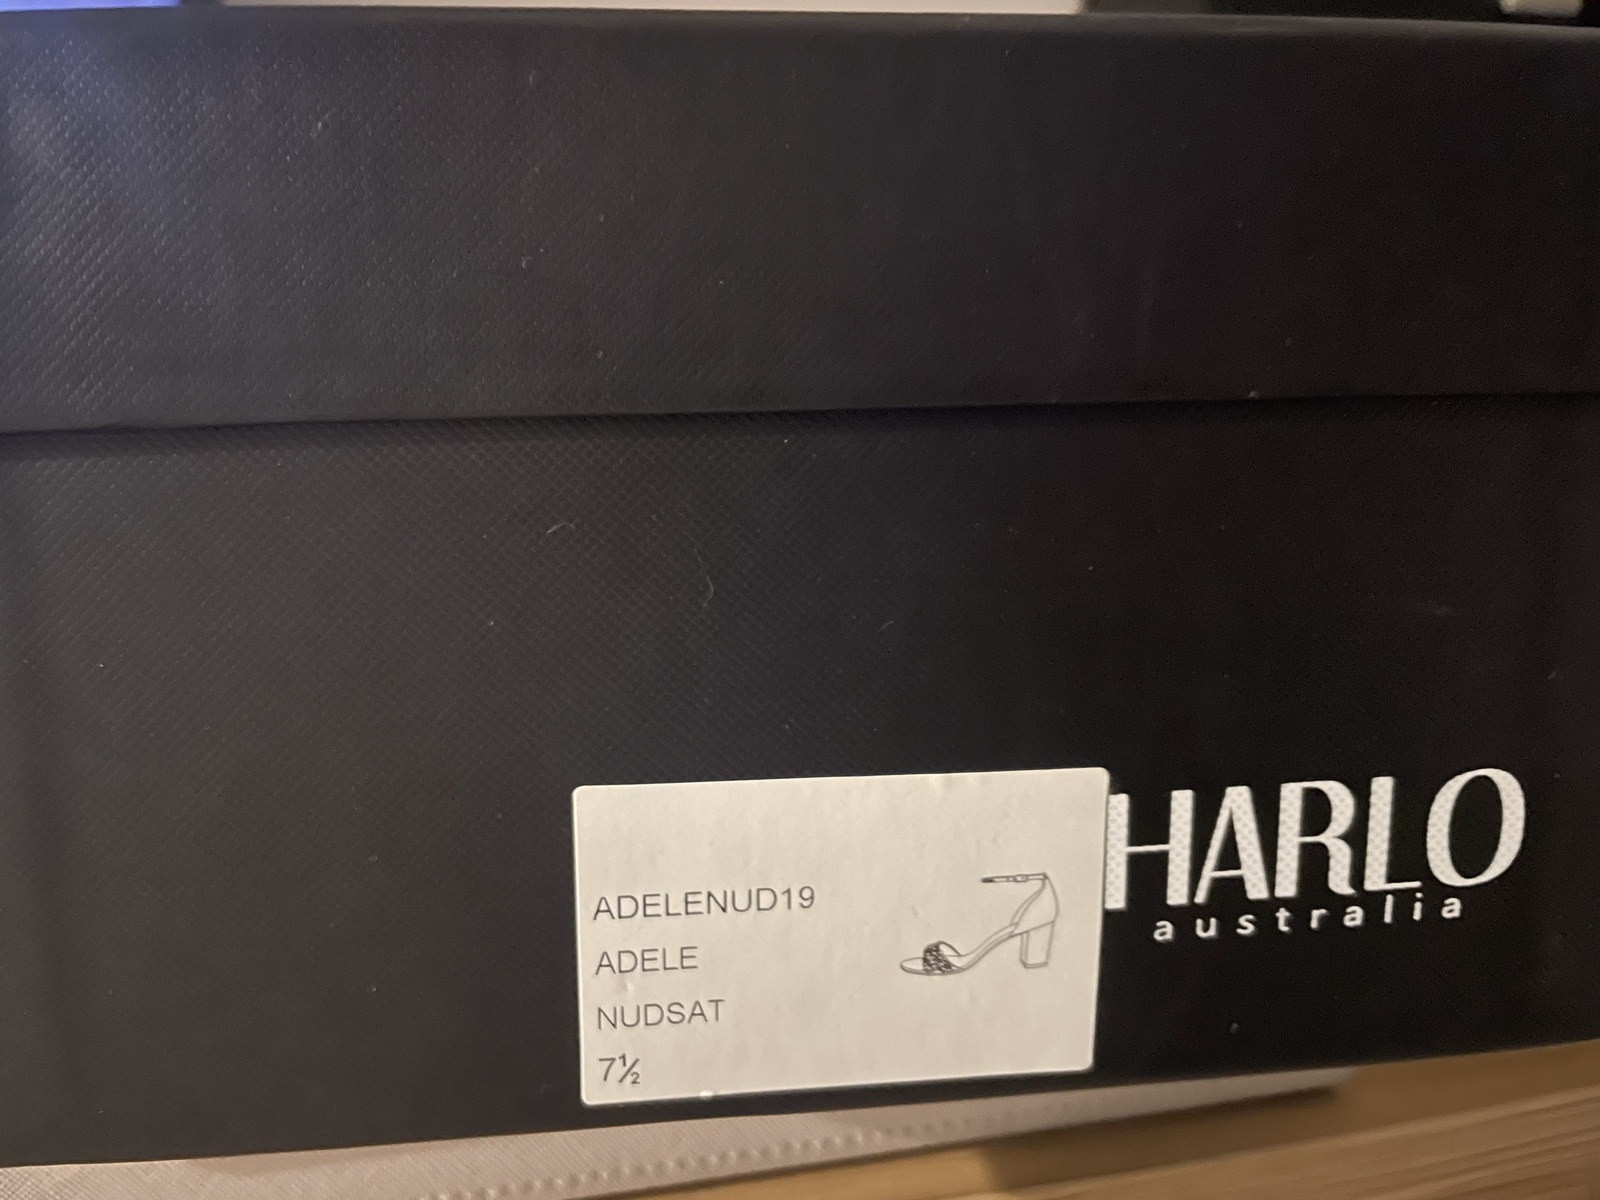 ADELENUD19
ADELE
NUDSAT
7½
HARLO
australia